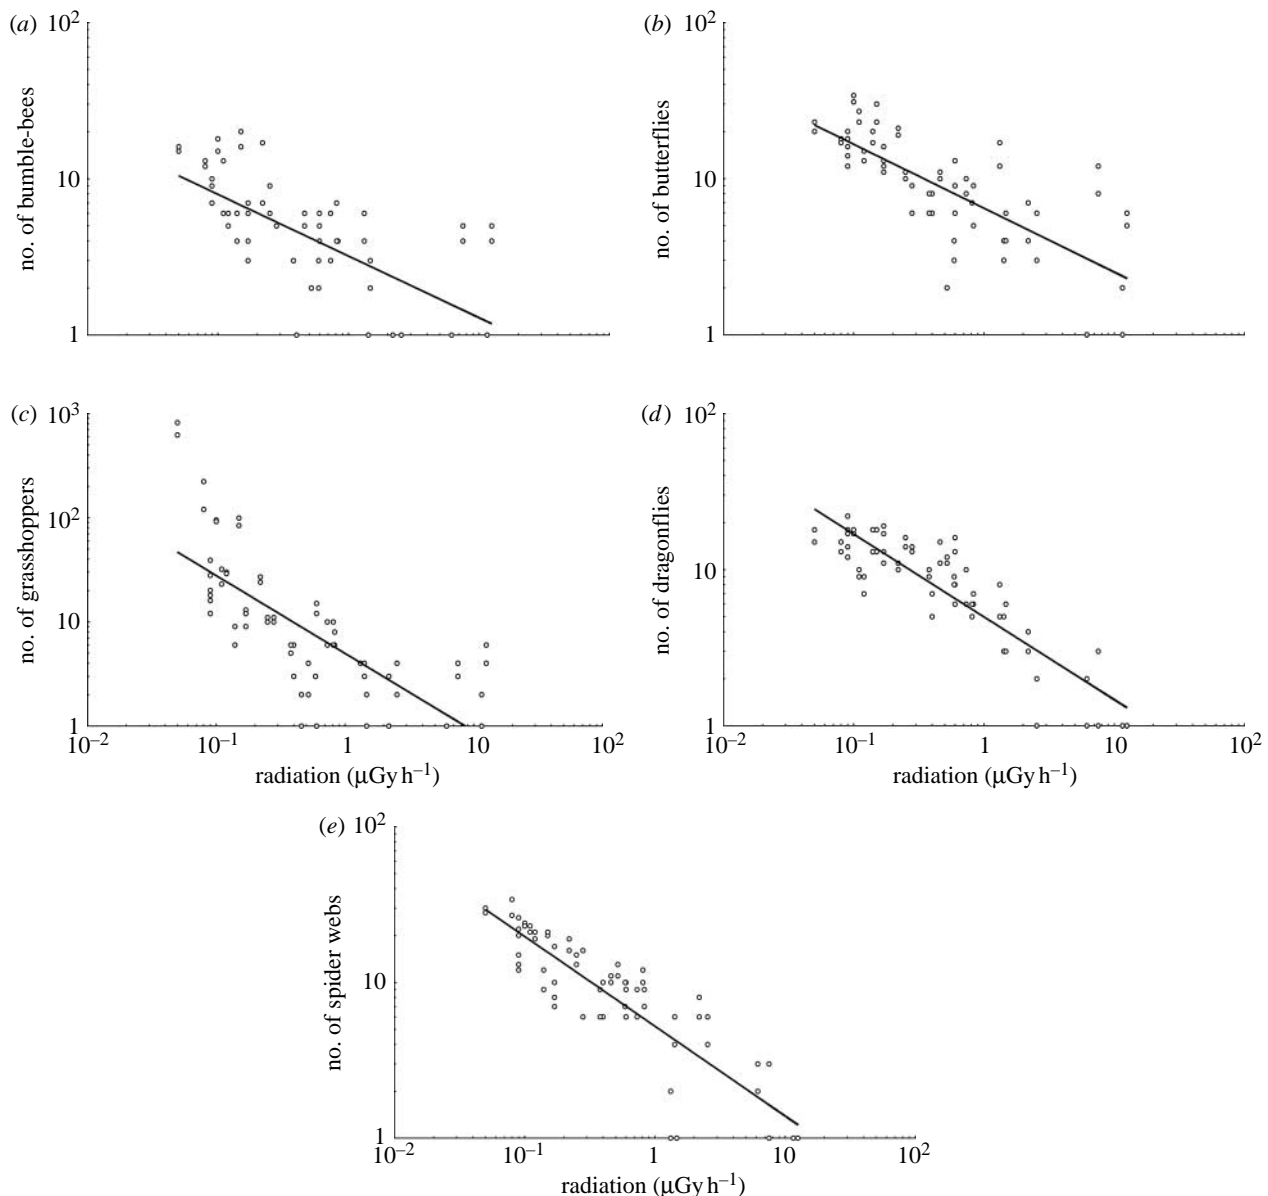 (a) 10²
no. of bumble-bees
10
1
(b) 10²
no. of butterflies
10
1
(c) 10³
no. of grasshoppers
10²
10
1
10⁻² 10⁻¹ 1 10 10²
radiation (μGy h⁻¹)
(d) 10²
no. of dragonflies
10
1
10⁻² 10⁻¹ 1 10 10²
radiation (μGy h⁻¹)
(e) 10²
no. of spider webs
10
1
10⁻² 10⁻¹ 1 10 10²
radiation (μGy h⁻¹)